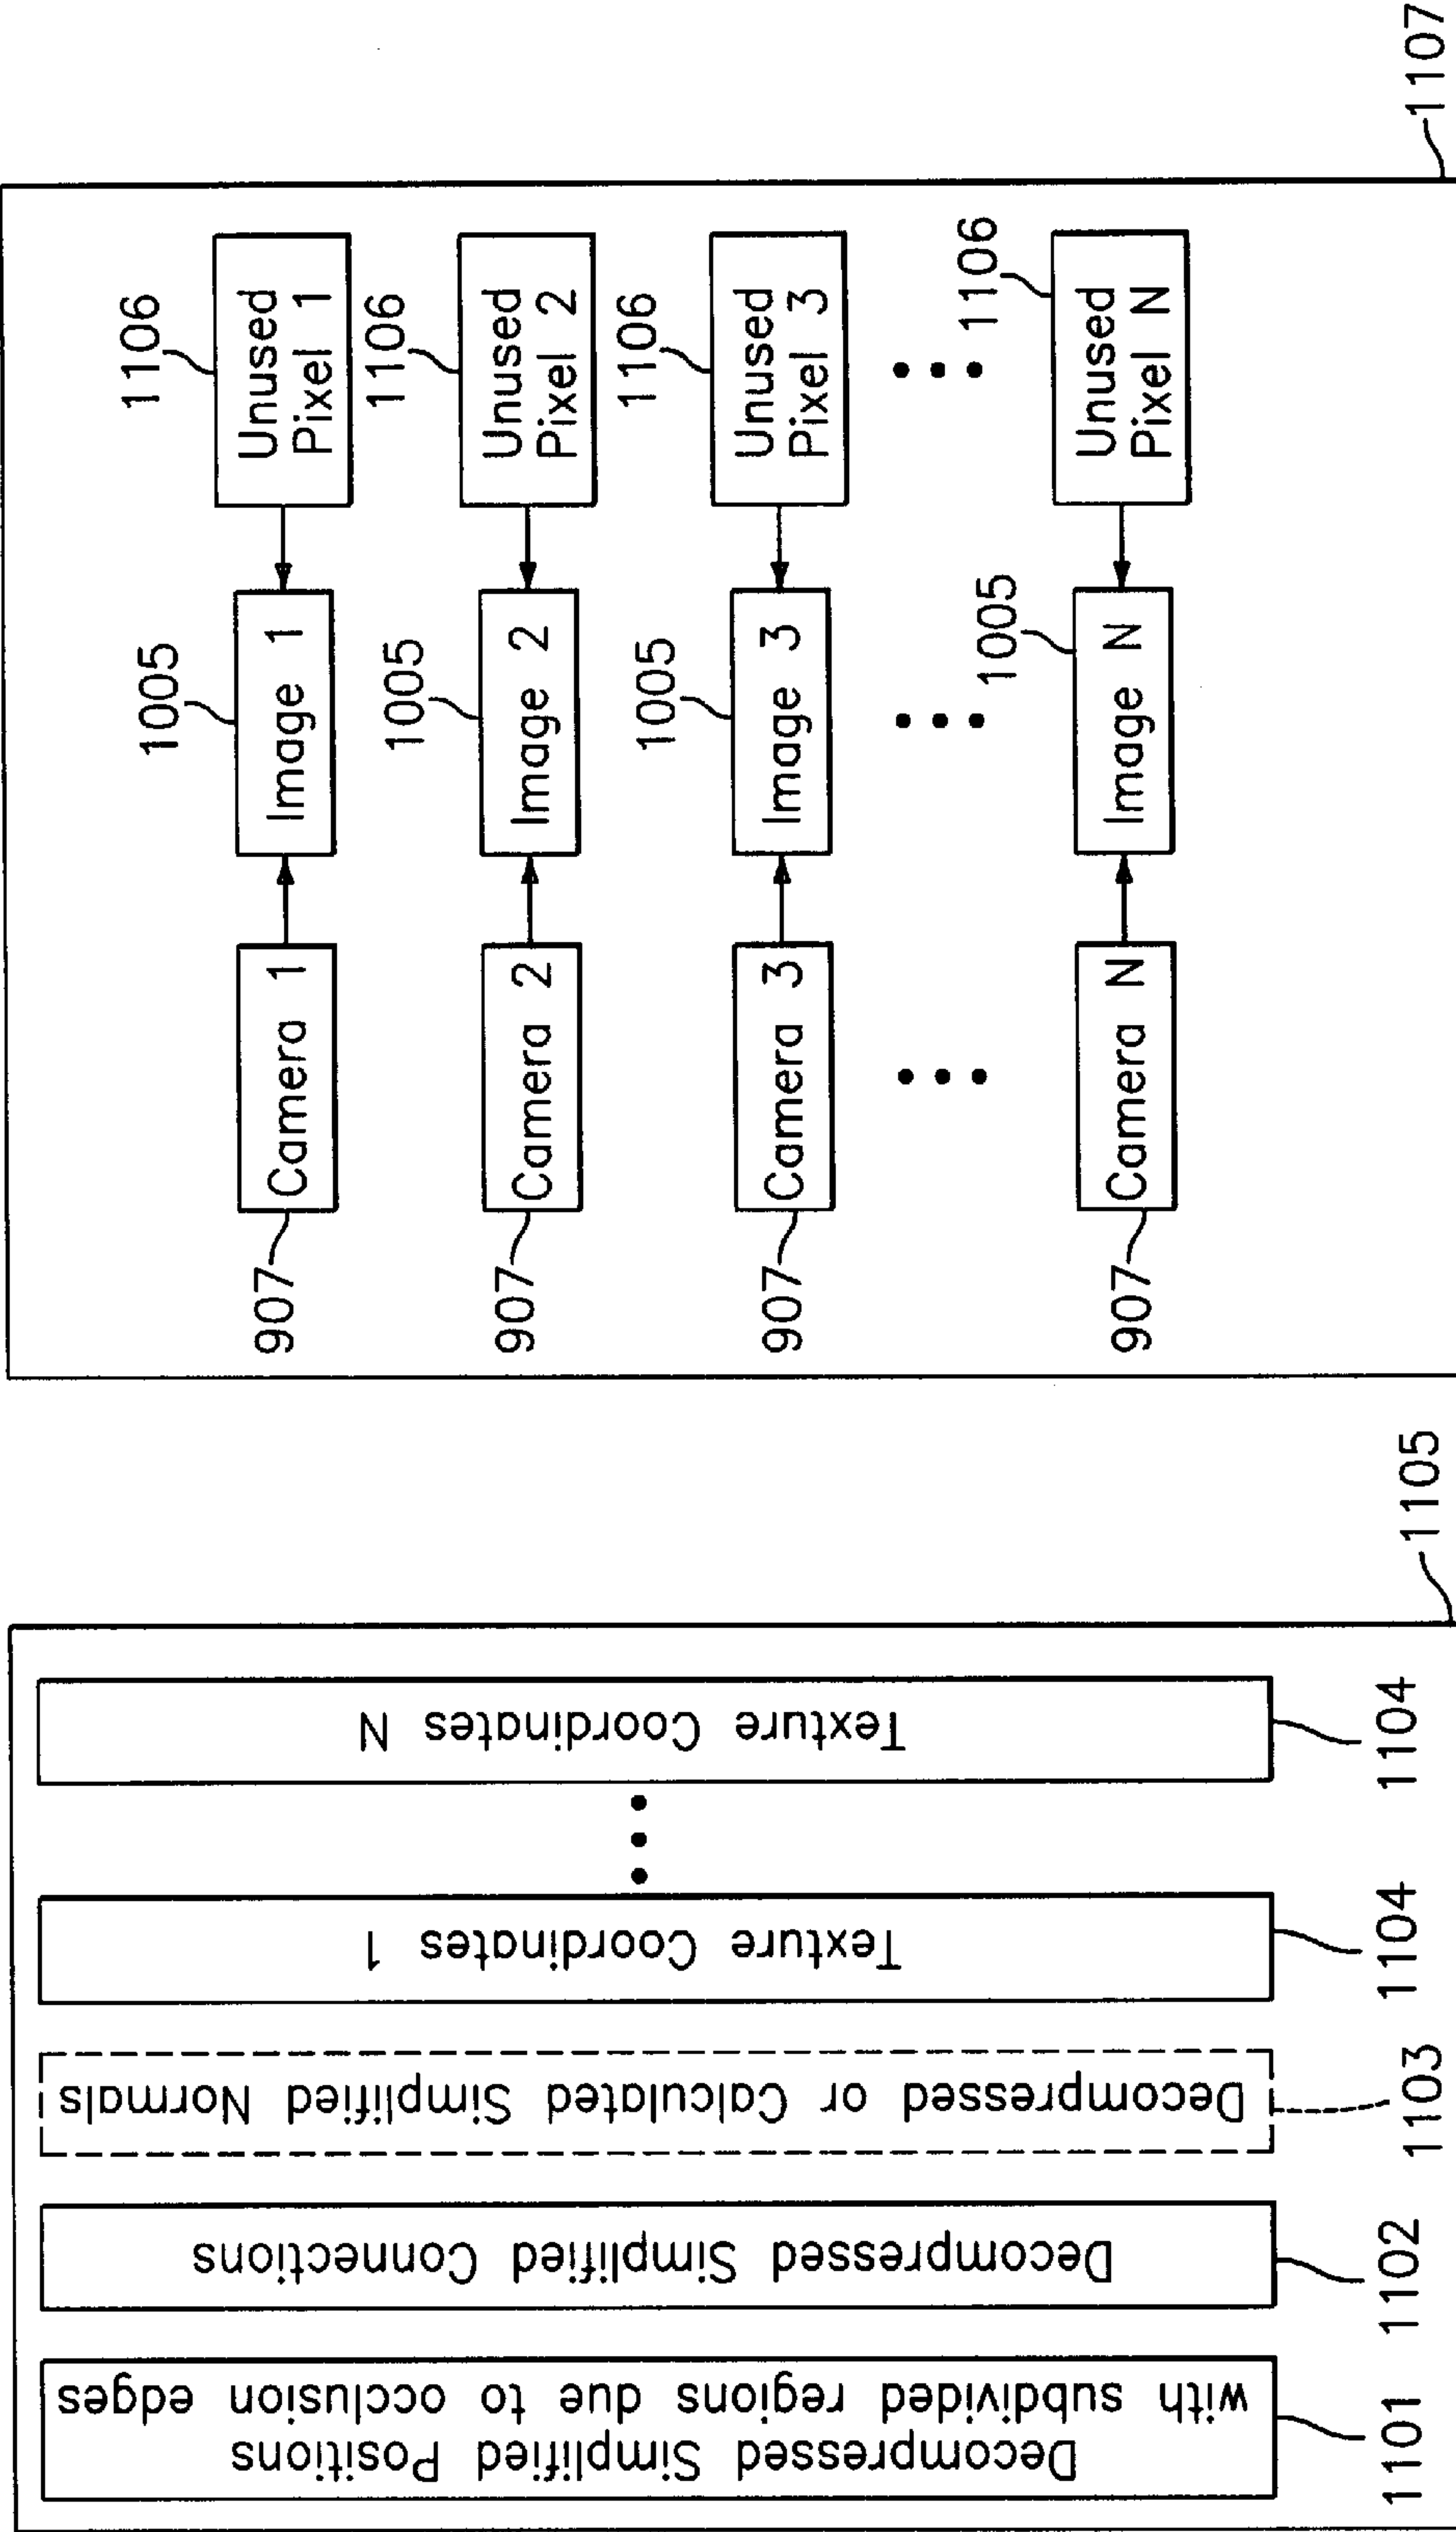 1101
Decompressed Simplified Positions
with subdivided regions due to occlusion edges
1102
Decompressed Simplified Connections
1103
Decompressed or Calculated Simplified Normals
1104
Texture Coordinates 1
1104
Texture Coordinates N
1105
907
Camera 1
1005
Image 1
1106
Unused
Pixel 1
907
Camera 2
1005
Image 2
1106
Unused
Pixel 2
907
Camera 3
1005
Image 3
1106
Unused
Pixel 3
907
Camera N
1005
Image N
1106
Unused
Pixel N
1107